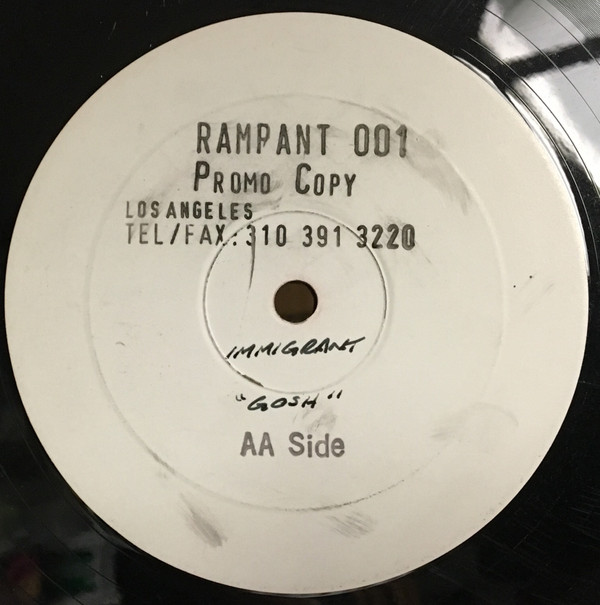 RAMPANT 001
PROMO COPY
LOS ANGELES
TEL/FAX:310 391 3220
IMMIGRANT
"GOSH"
AA Side